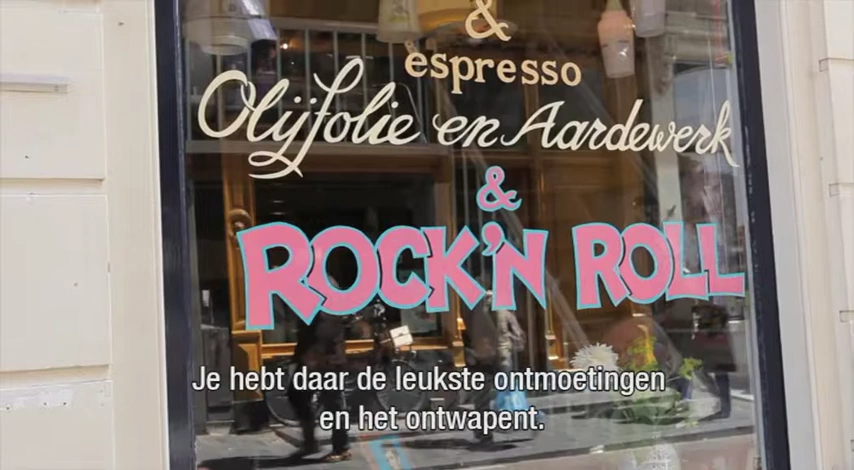 &
espresso
Olijfolie en Aardewerk
&
ROCK'N ROLL
Je hebt daar de leukste ontmoetingen
en het ontwapent.